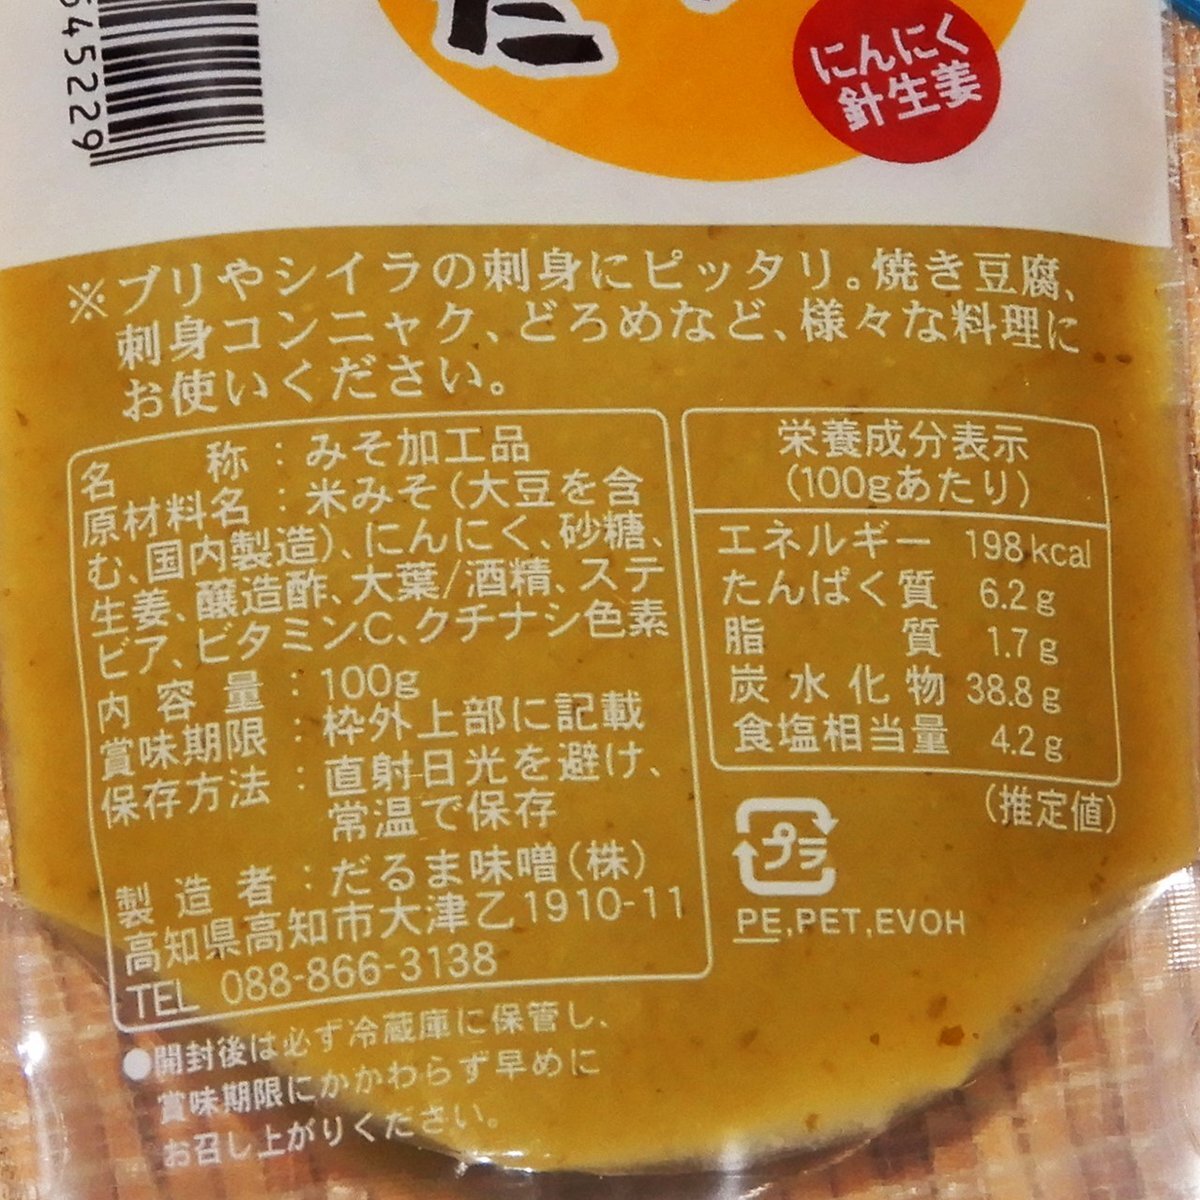 545229
た
にんにく
針生姜
※ブリやシイラの刺身にピッタリ。焼き豆腐、
刺身コンニャク、どろめなど、様々な料理に
お使いください。
名称：みそ加工品
原材料名：米みそ(大豆を含
む、国内製造)、にんにく、砂糖、
生姜、醸造酢、大葉/酒精、ステ
ビア、ビタミンC、クチナシ色素
内容量：100g
賞味期限：枠外上部に記載
保存方法：直射日光を避け、
常温で保存
製造者：だるま味噌(株)
高知県高知市大津乙1910-11
TEL 088-866-3138
栄養成分表示
(100gあたり)
エネルギー 198kcal
たんぱく質 6.2g
脂質 1.7g
炭水化物 38.8g
食塩相当量 4.2g
(推定値)
プラ
PE,PET,EVOH
●開封後は必ず冷蔵庫に保管し、
賞味期限にかかわらず早めに
お召し上がりください。